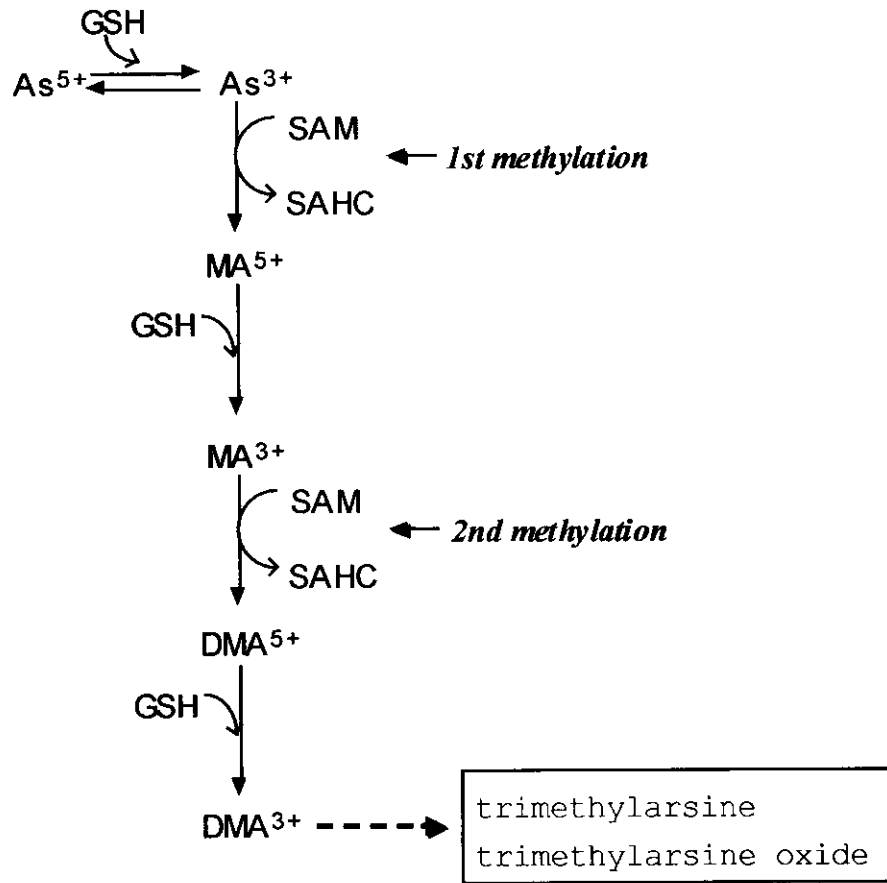 GSH
As5+ As3+
SAM
1st methylation
SAHC
MA5+
GSH
MA3+
SAM
2nd methylation
SAHC
DMA5+
GSH
DMA3+
trimethylarsine
trimethylarsine oxide